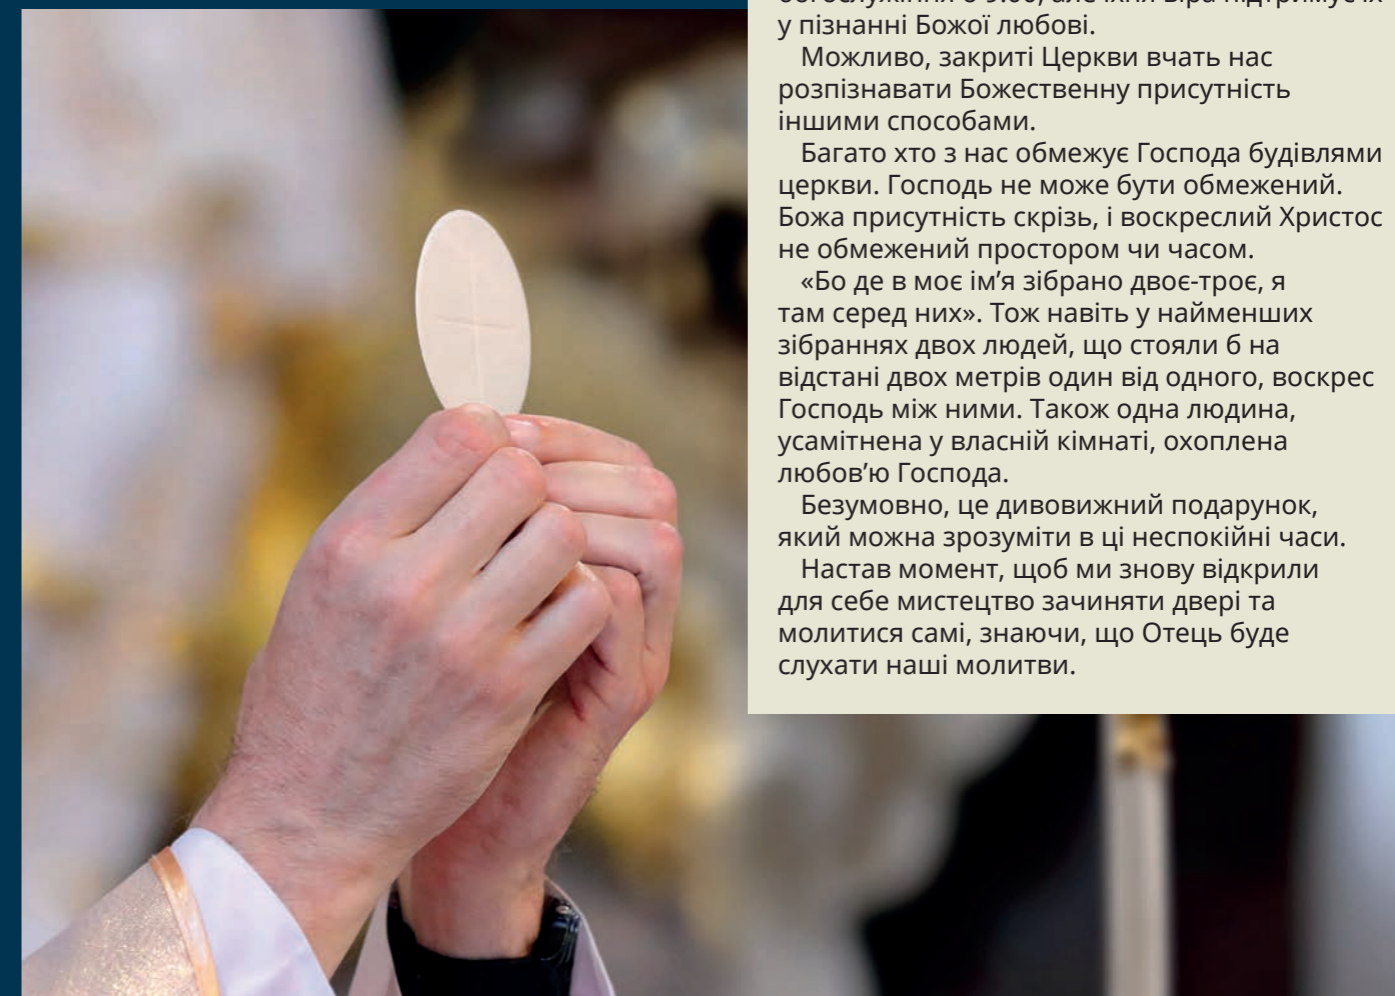 у пізнанні Божої любові.
Можливо, закриті Церкви вчать нас
розпізнавати Божественну присутність
іншими способами.
Багато хто з нас обмежує Господа будівлями
церкви. Господь не може бути обмежений.
Божа присутність скрізь, і воскреслий Христос
не обмежений простором чи часом.
«Бо де в моє ім’я зібрано двоє-троє, я
там серед них». Тож навіть у найменших
зібраннях двох людей, що стояли б на
відстані двох метрів один від одного, воскрес
Господь між ними. Також одна людина,
усамітнена у власній кімнаті, охоплена
любов’ю Господа.
Безумовно, це дивовижний подарунок,
який можна зрозуміти в ці неспокійні часи.
Настав момент, щоб ми знову відкрили
для себе мистецтво зачиняти двері та
молитися самі, знаючи, що Отець буде
слухати наші молитви.